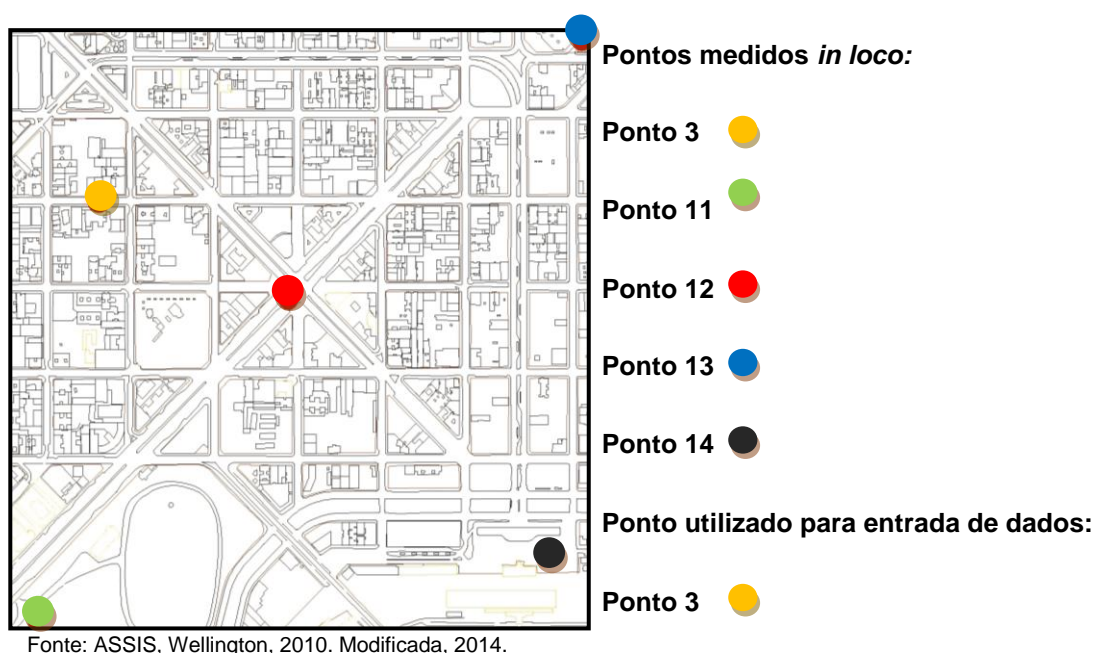 Pontos medidos in loco:
Ponto 3
Ponto 11
Ponto 12
Ponto 13
Ponto 14
Ponto utilizado para entrada de dados:
Ponto 3
Fonte: ASSIS, Wellington, 2010. Modificada, 2014.